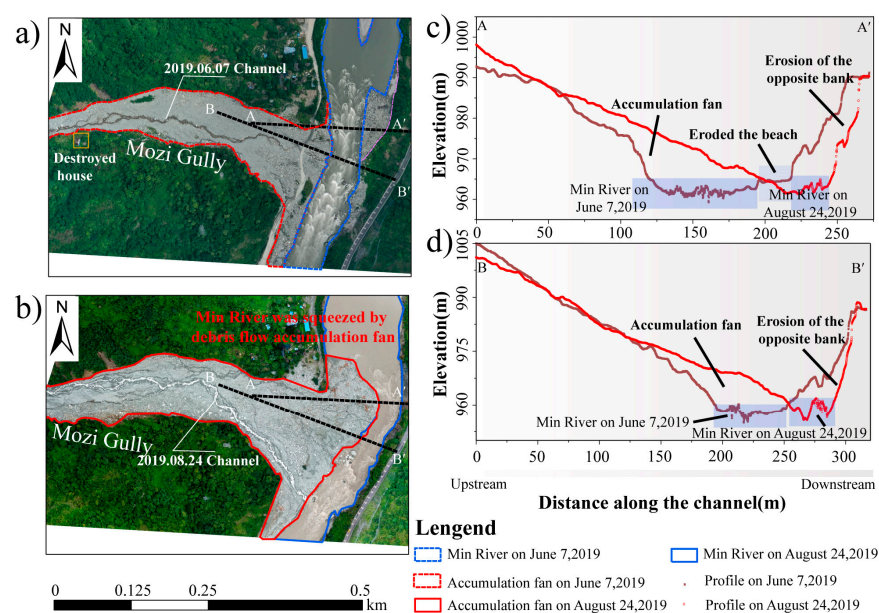 a)
N
2019.06.07 Channel
B
A
A'
B'
Destroyed
house
Mozi Gully
b)
N
Min River was squeezed by
debris flow accumulation fan
B
A
A'
B'
Mozi Gully
2019.08.24 Channel
0
0.125
0.25
0.5
km
c)
A
A'
Elevation(m)
1000
990
980
970
960
Accumulation fan
Erosion of the
opposite bank
Eroded the beach
Min River on
June 7,2019
Min River on
August 24,2019
0
50
100
150
200
250
d)
B
B'
Elevation(m)
1005
990
975
960
Accumulation fan
Erosion of the
opposite bank
Min River on June 7,2019
Min River on August 24,2019
0
50
100
150
200
250
300
Upstream
Downstream
Distance along the channel(m)
Lengend
Min River on June 7,2019
Min River on August 24,2019
Accumulation fan on June 7,2019
Profile on June 7,2019
Accumulation fan on August 24,2019
Profile on August 24,2019